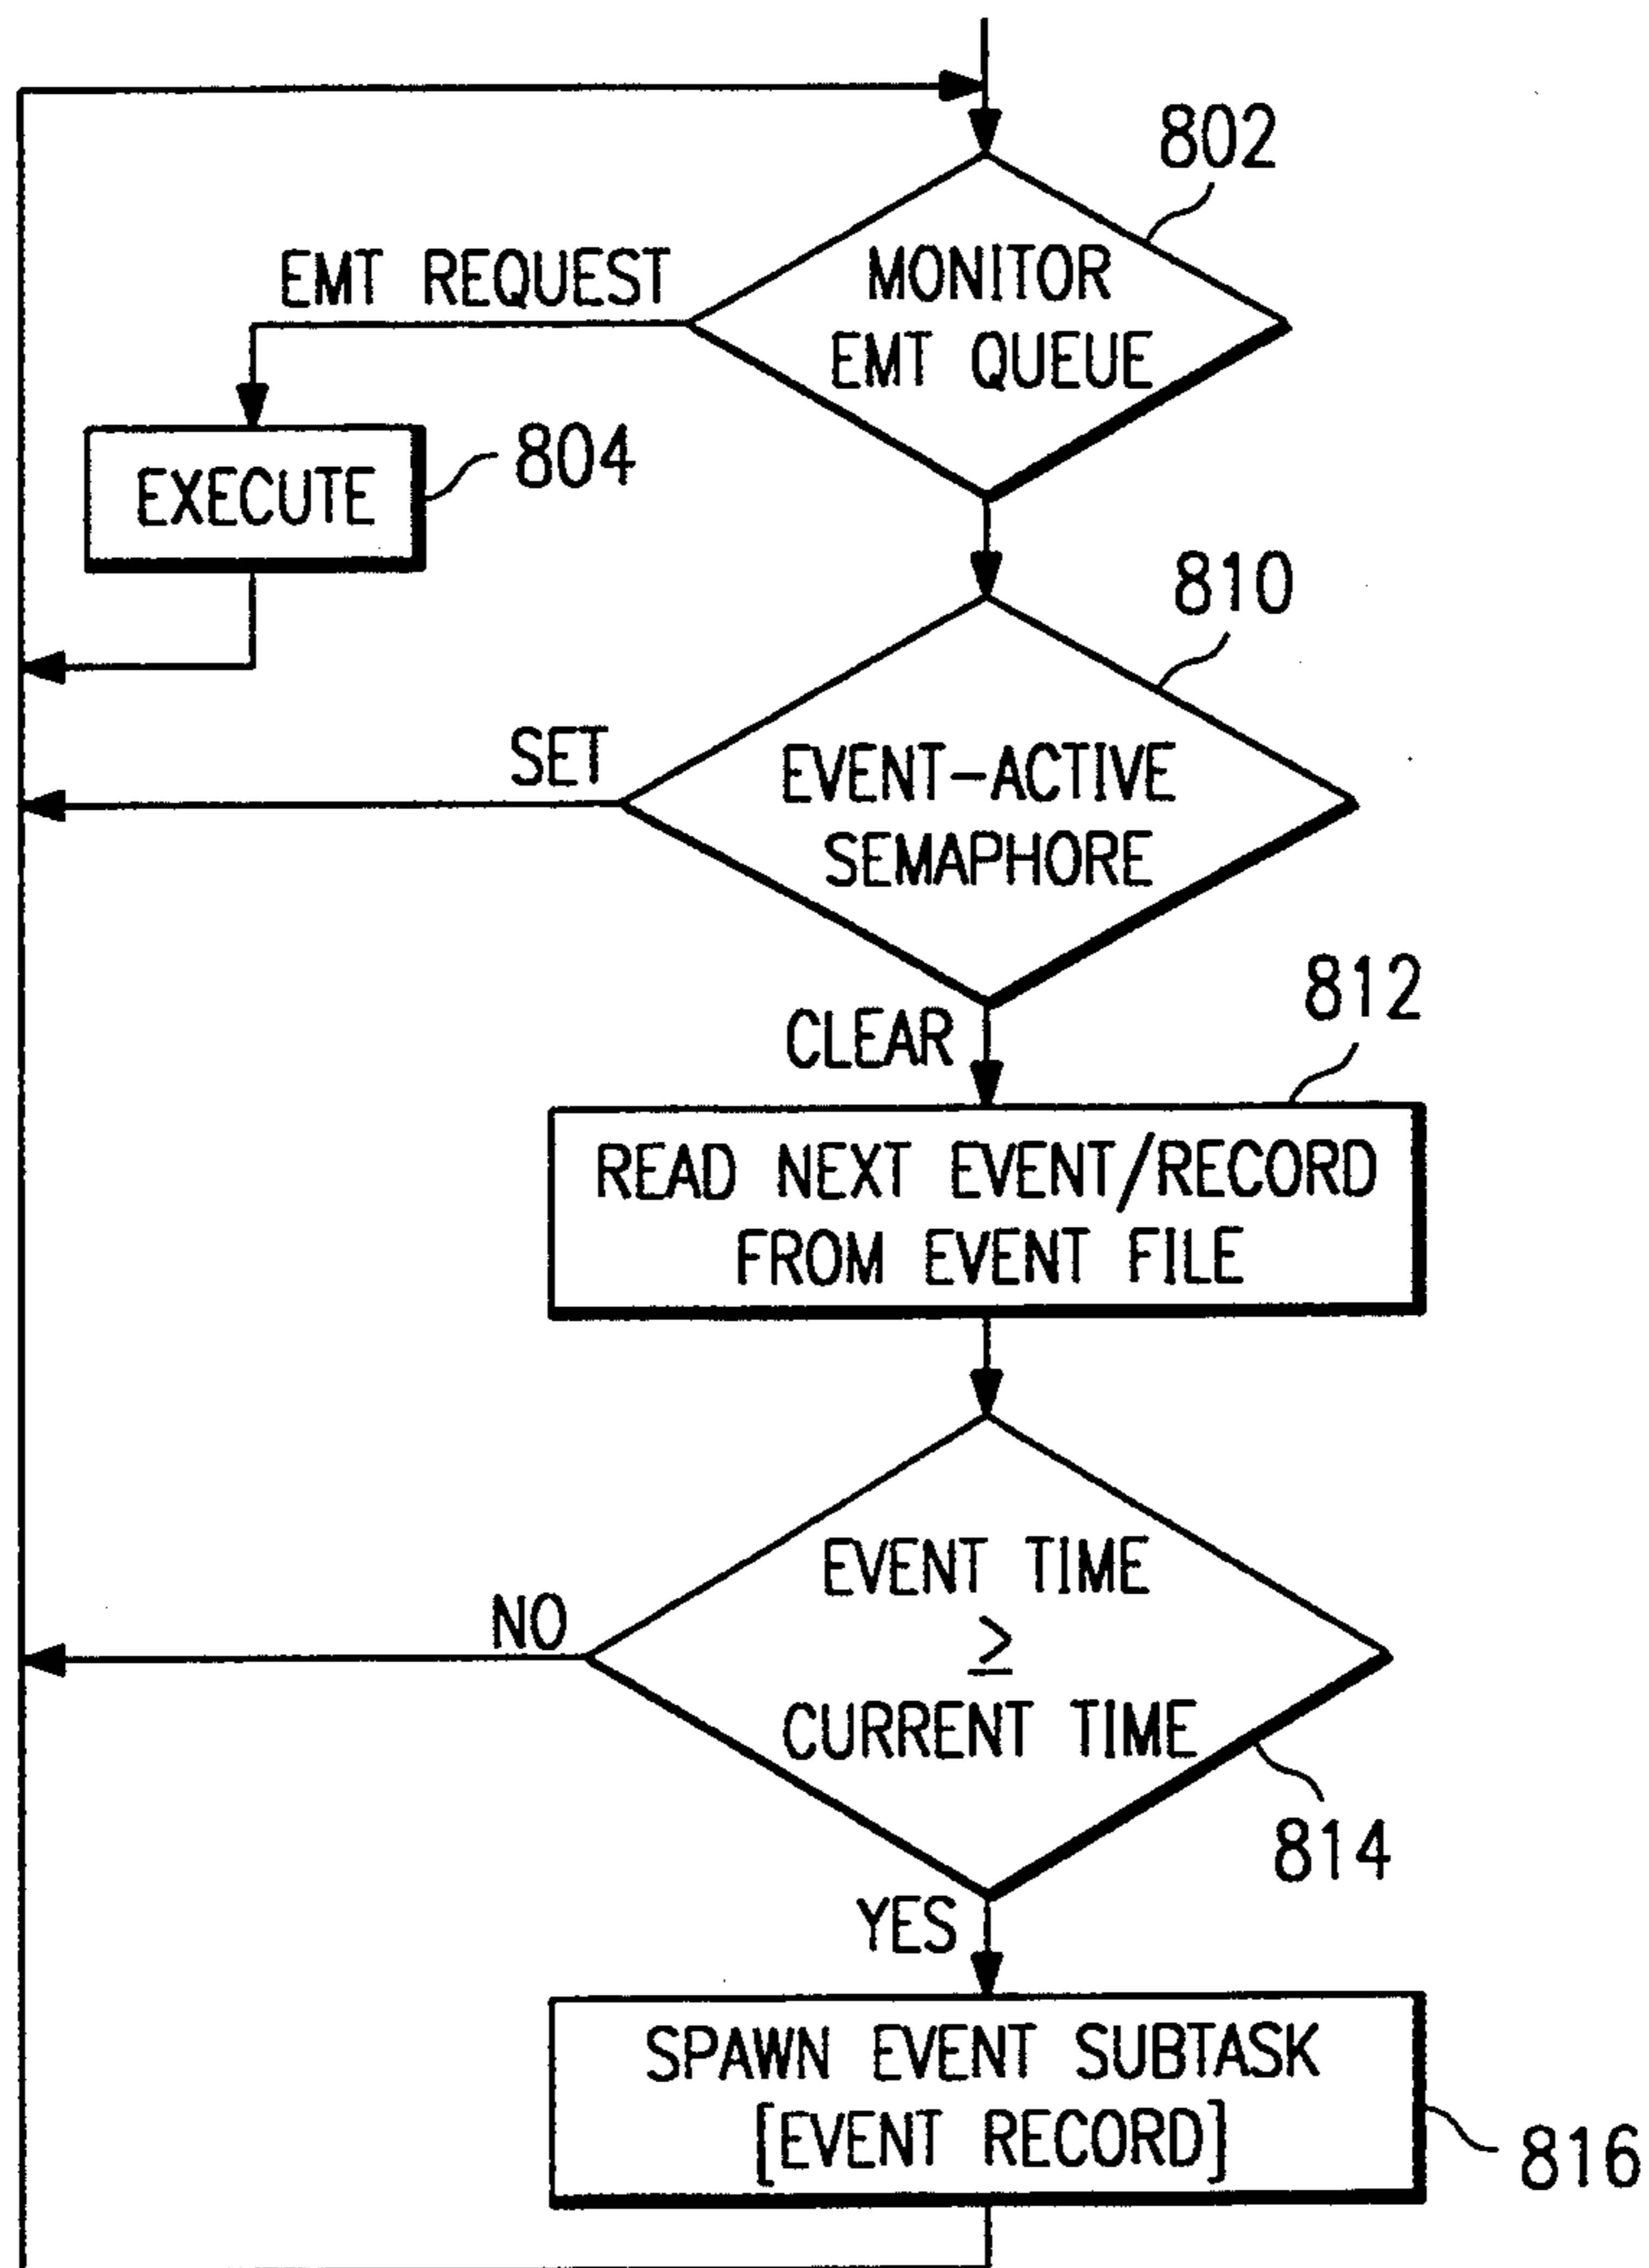 802
EMT REQUEST
MONITOR
EMT QUEUE
EXECUTE
804
810
SET
EVENT-ACTIVE
SEMAPHORE
812
CLEAR
READ NEXT EVENT/RECORD
FROM EVENT FILE
EVENT TIME
≥
CURRENT TIME
NO
814
YES
SPAWN EVENT SUBTASK
[EVENT RECORD]
816